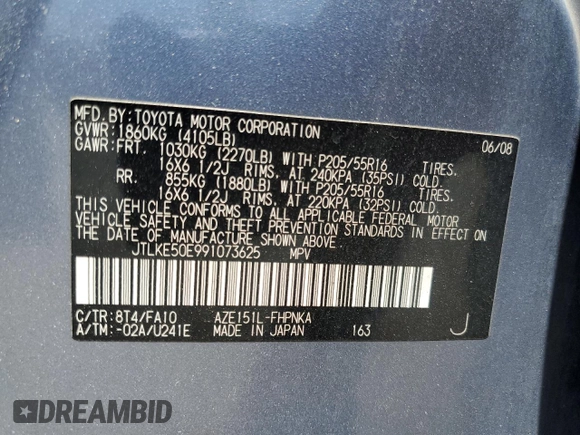 MFD. BY: TOYOTA MOTOR CORPORATION
GVWR: 1860KG (4105LB) 06/08
GAWR: FRT. 1030KG (2270LB) WITH P205/55R16 TIRES.
16X6 1/2J RIMS. AT 240KPA (35PSI) COLD.
RR. 855KG (1880LB) WITH P205/55R16 TIRES.
16X6 1/2J RIMS. AT 220KPA (32PSI) COLD.
THIS VEHICLE CONFORMS TO ALL APPLICABLE FEDERAL MOTOR
VEHICLE SAFETY AND THEFT PREVENTION STANDARDS IN EFFECT ON
THE DATE OF MANUFACTURE SHOWN ABOVE.
JTLKE50E991073625 MPV
C/TR: 8T4/FA10 AZE151L-FHPNKA
A/TM: -02A/U241E MADE IN JAPAN 163 J
DREAMBID